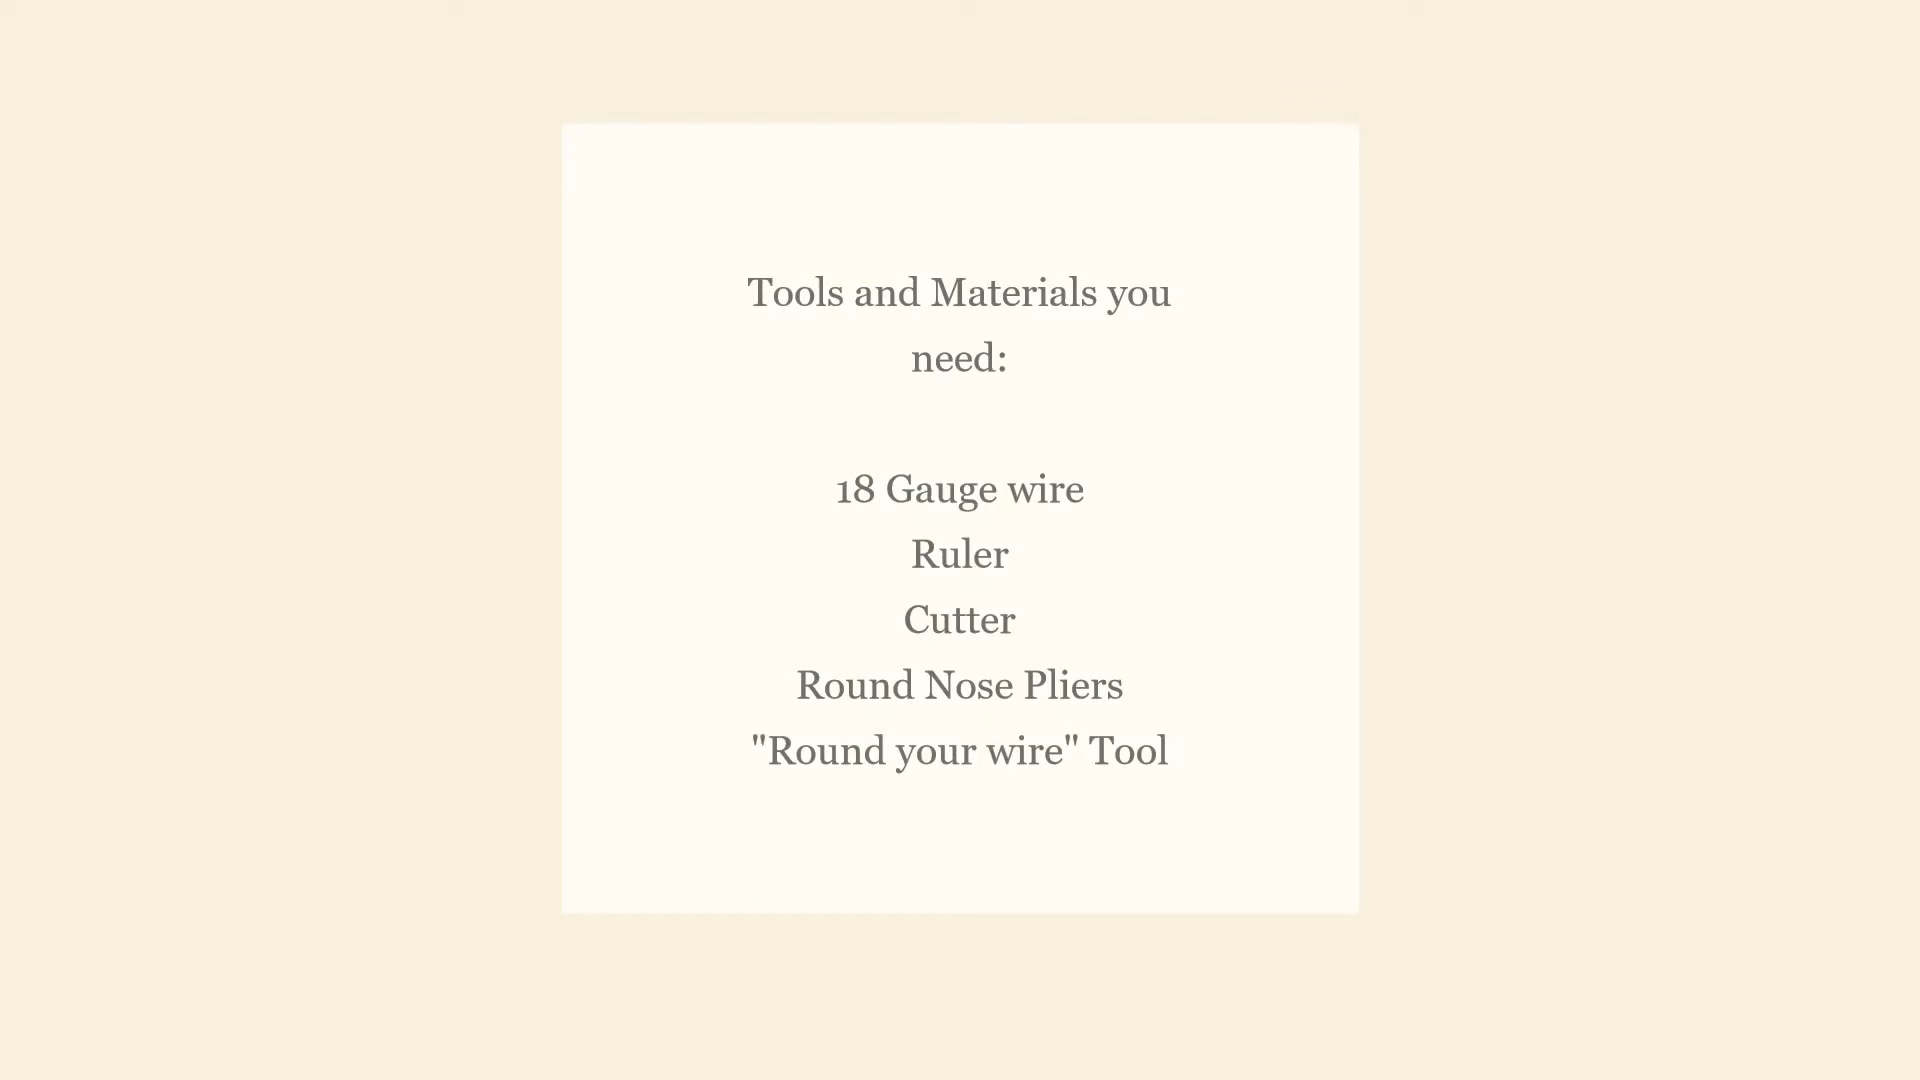 Tools and Materials you
need:
18 Gauge wire
Ruler
Cutter
Round Nose Pliers
"Round your wire" Tool